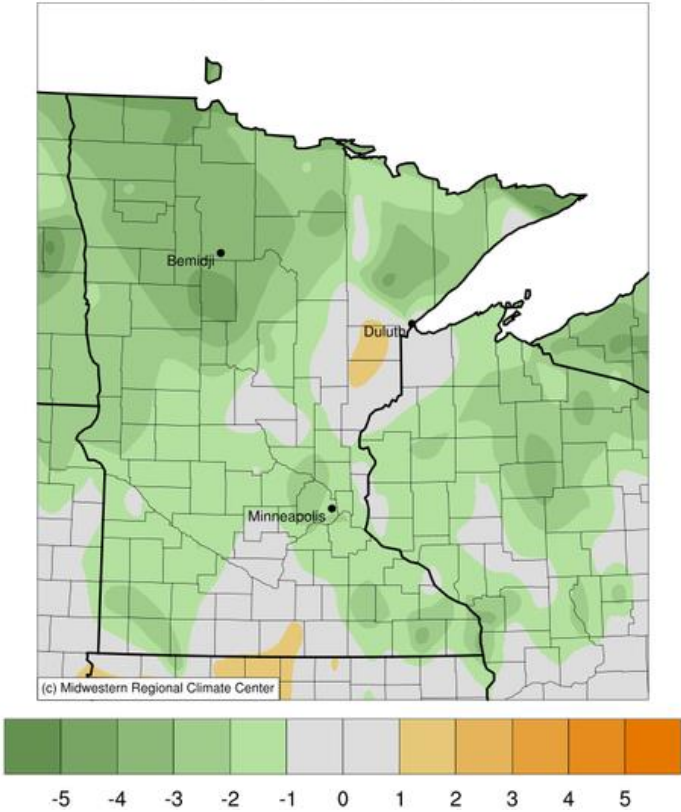 Bemidji
Duluth
Minneapolis
(c) Midwestern Regional Climate Center
-5 -4 -3 -2 -1 0 1 2 3 4 5